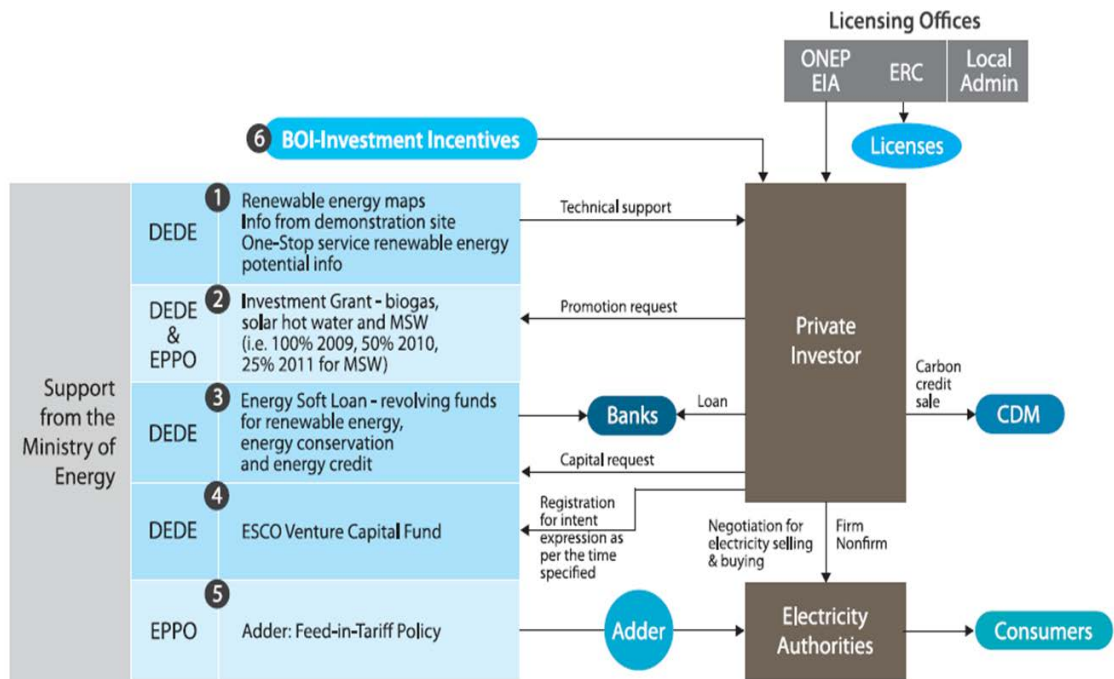 Licensing Offices
ONEP
EIA
ERC
Local
Admin
Licenses
6 BOI-Investment Incentives
Support
from the
Ministry of
Energy
DEDE
1
Renewable energy maps
Info from demonstration site
One-Stop service renewable energy
potential info
Technical support
DEDE
&
EPPO
2
Investment Grant - biogas,
solar hot water and MSW
(i.e. 100% 2009, 50% 2010,
25% 2011 for MSW)
Promotion request
Private
Investor
DEDE
3
Energy Soft Loan - revolving funds
for renewable energy,
energy conservation
and energy credit
Banks
Loan
Capital request
Carbon
credit
sale
CDM
DEDE
4
ESCO Venture Capital Fund
Registration
for intent
expression as
per the time
specified
Negotiation for
electricity selling
& buying
Firm
Nonfirm
EPPO
5
Adder: Feed-in-Tariff Policy
Adder
Electricity
Authorities
Consumers